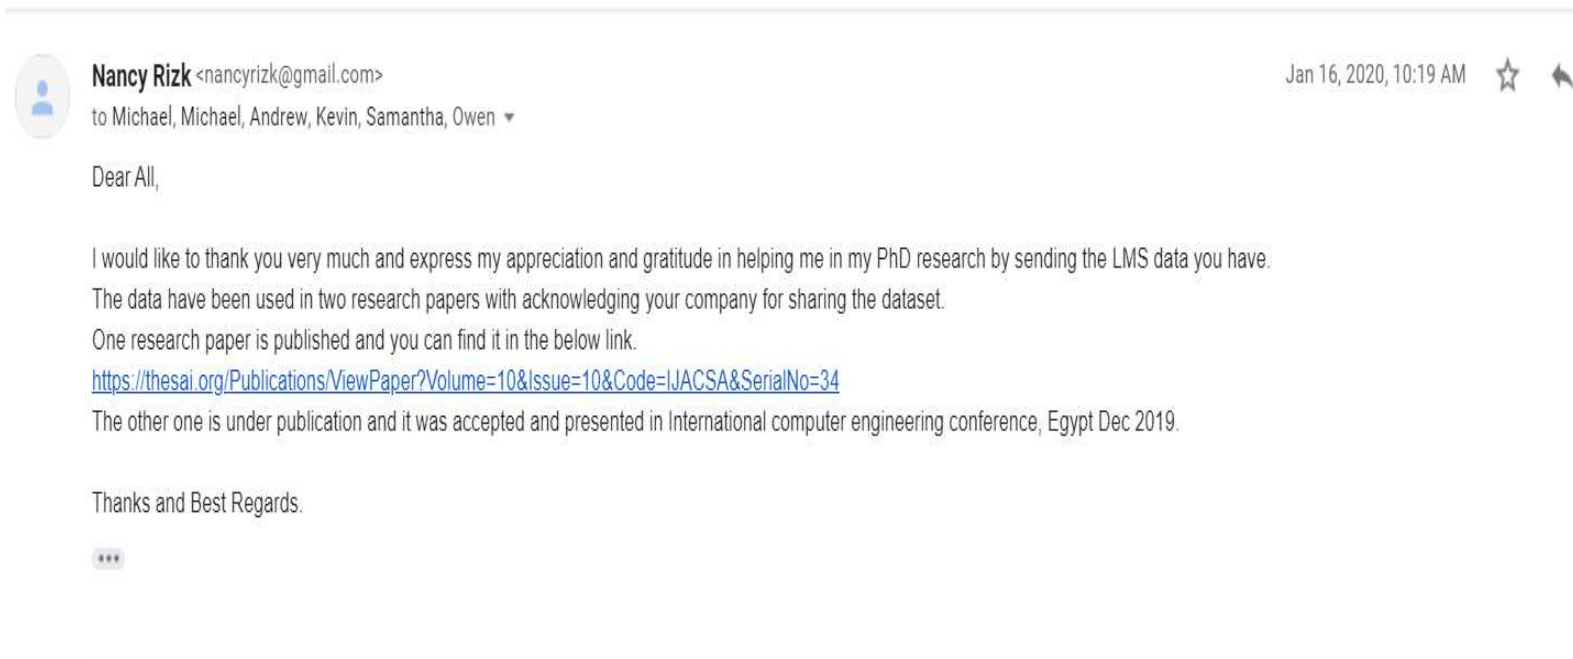 Nancy Rizk <nancyrizk@gmail.com>
Jan 16, 2020, 10:19 AM
to Michael, Michael, Andrew, Kevin, Samantha, Owen
Dear All,
I would like to thank you very much and express my appreciation and gratitude in helping me in my PhD research by sending the LMS data you have.
The data have been used in two research papers with acknowledging your company for sharing the dataset.
One research paper is published and you can find it in the below link.
https://thesai.org/Publications/ViewPaper?Volume=10&Issue=10&Code=IJACSA&SerialNo=34
The other one is under publication and it was accepted and presented in International computer engineering conference, Egypt Dec 2019.
Thanks and Best Regards.